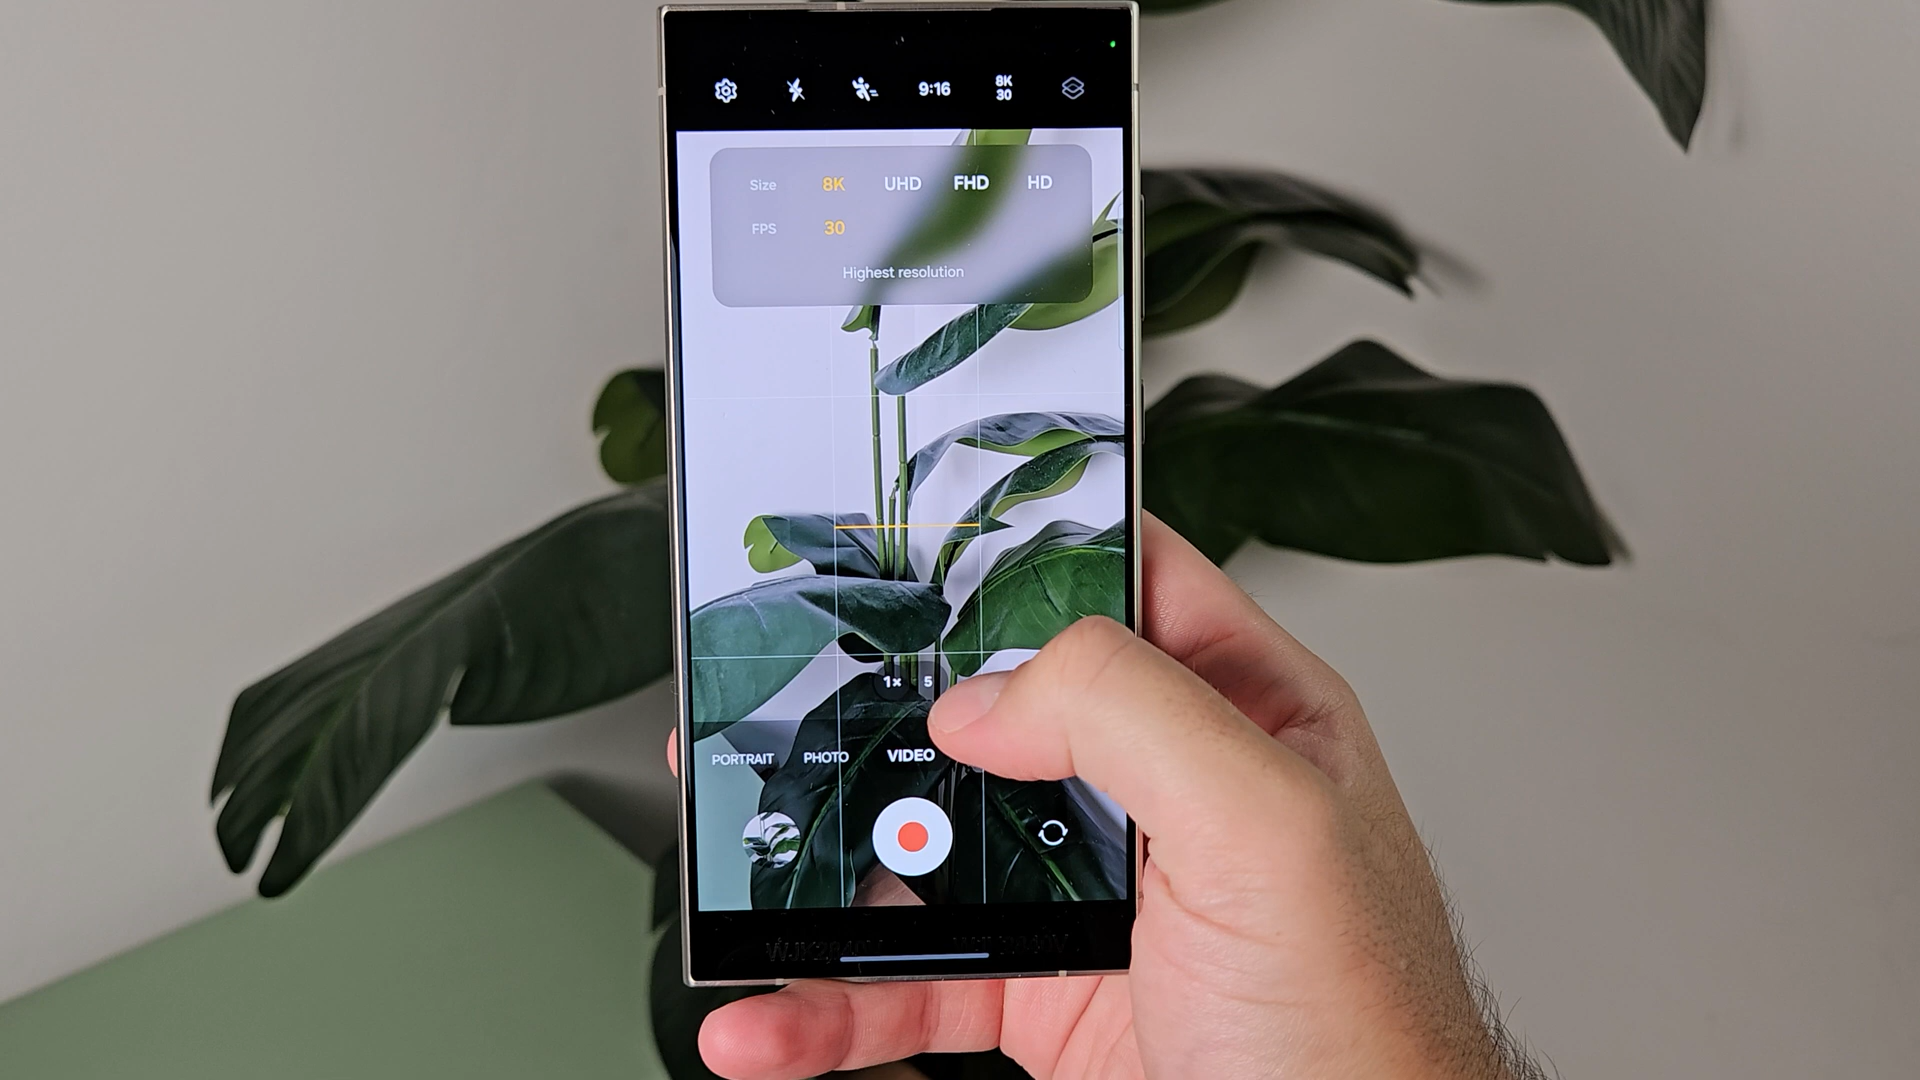 9:16
8K
30
Size 8K UHD FHD HD
FPS 30
Highest resolution
1× 5
PORTRAIT PHOTO VIDEO